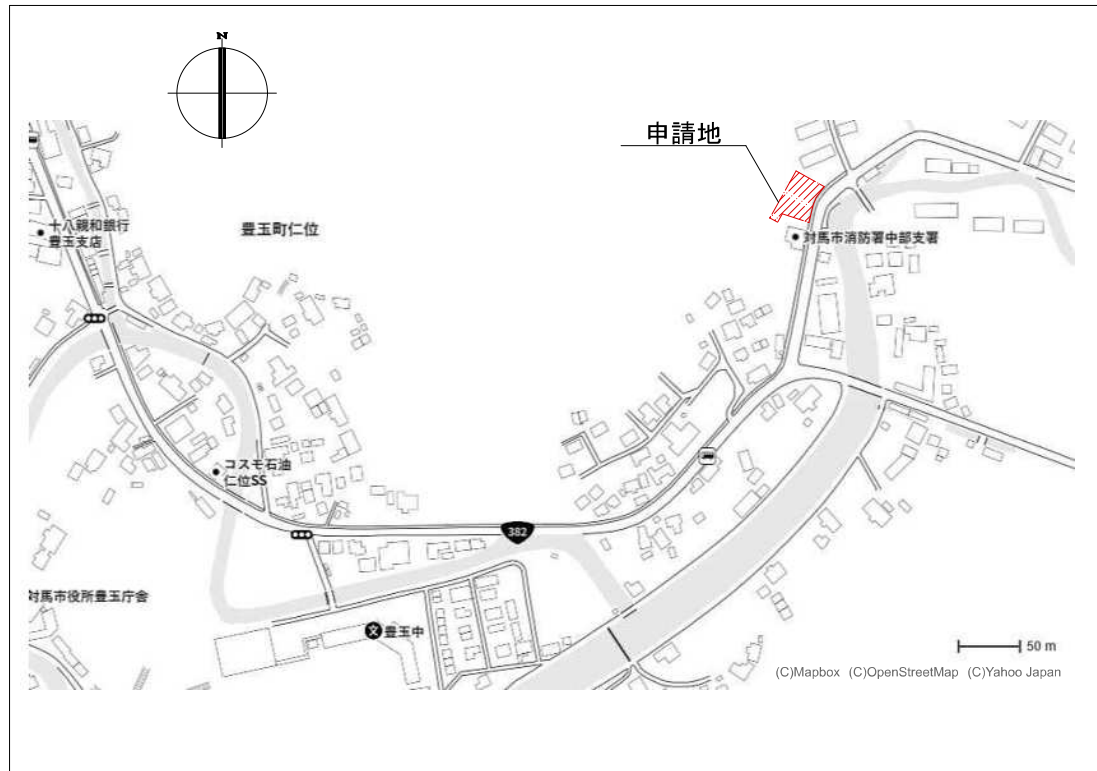 N
申請地
十八親和銀行
豊玉支店
豊玉町仁位
対馬市消防署中部支署
コスモ石油
仁位SS
382
対馬市役所豊玉庁舎
文
豊玉中
50 m
(C)Mapbox (C)OpenStreetMap (C)Yahoo Japan